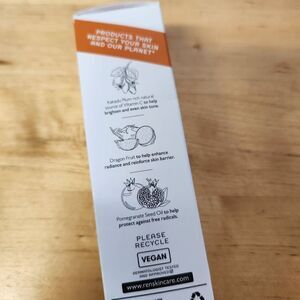 PRODUCTS THAT
RESPECT YOUR SKIN
AND OUR PLANET*
Kakadu Plum rich natural
source of Vitamin C to help
brighten and even skin tone.
Dragon Fruit to help enhance
radiance and reinforce skin barrier.
Pomegranate Seed Oil to help
protect against free radicals.
PLEASE
RECYCLE
VEGAN
DERMATOLOGIST TESTED
AND APPROVED
www.renskincare.com